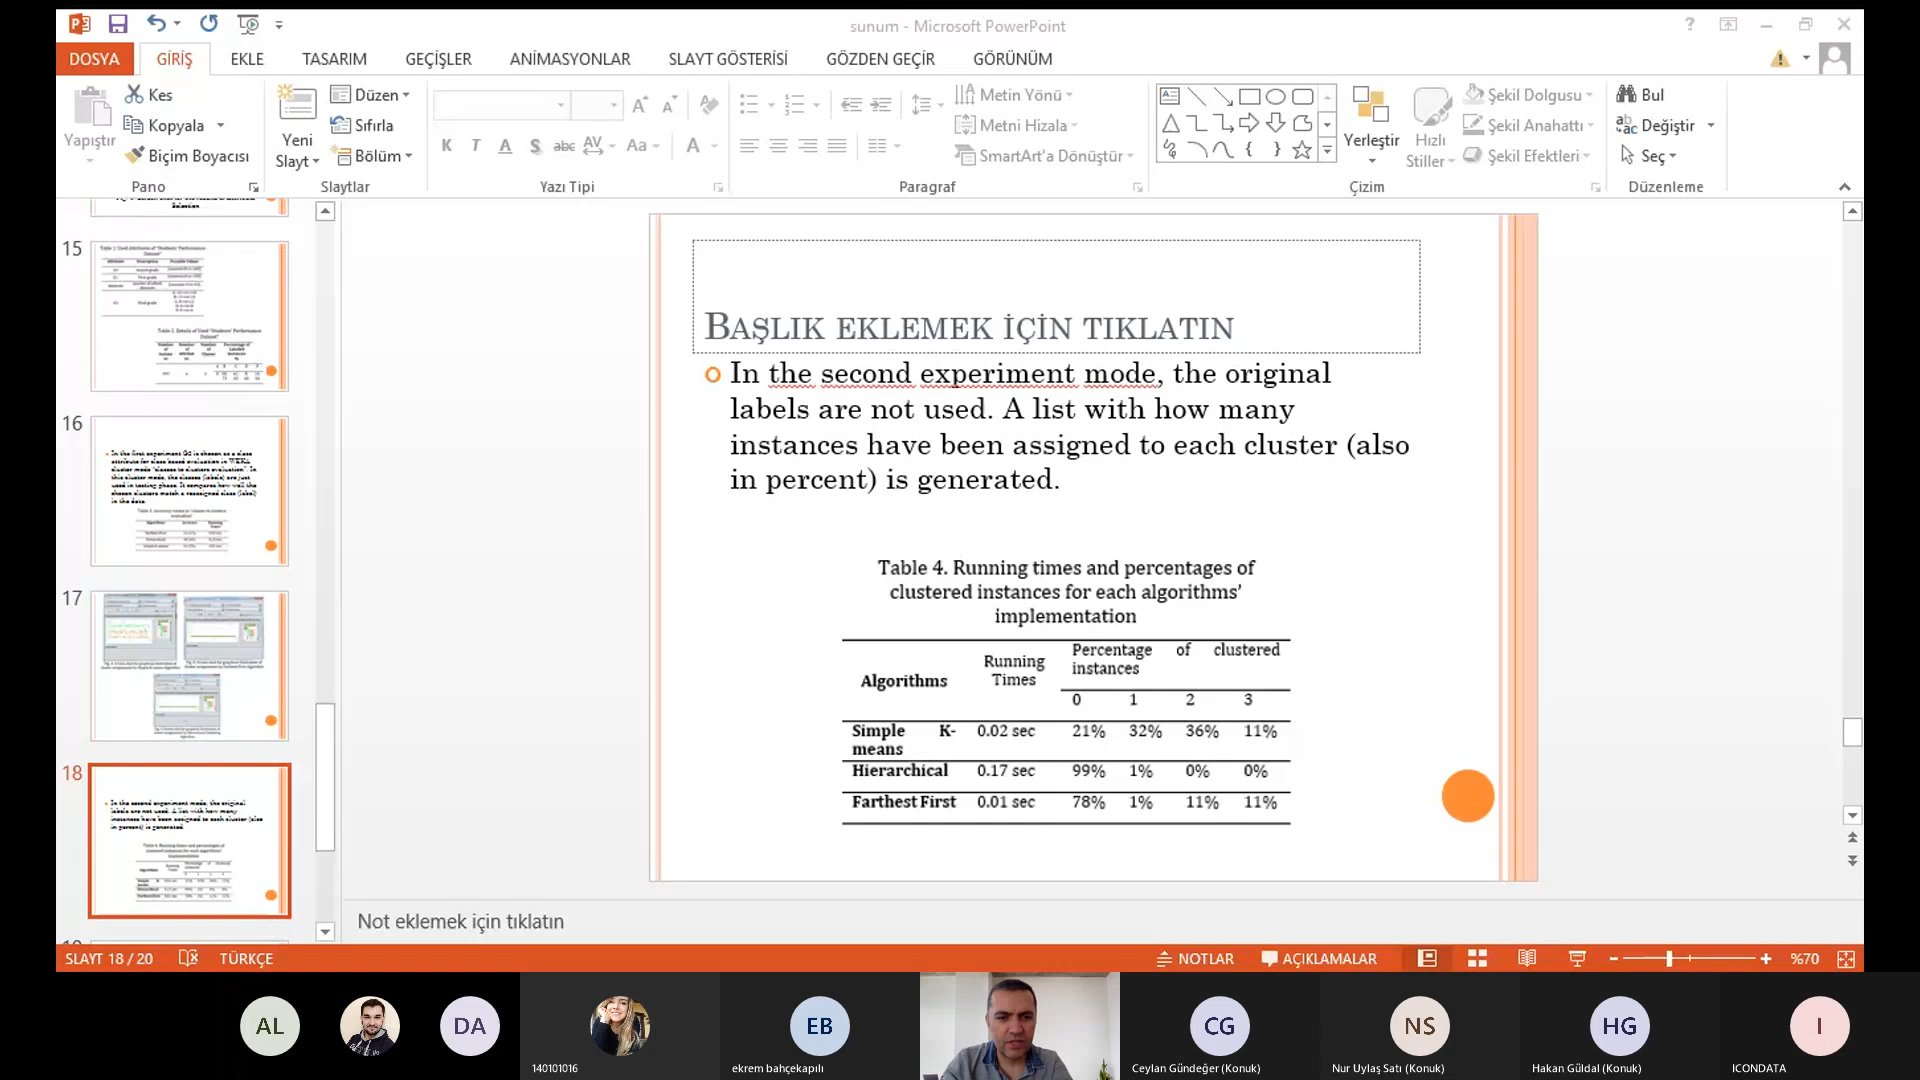 sunum - Microsoft PowerPoint
DOSYA GİRİŞ EKLE TASARIM GEÇİŞLER ANİMASYONLAR SLAYT GÖSTERİSİ GÖZDEN GEÇİR GÖRÜNÜM
Yapıştır
Kes
Kopyala
Biçim Boyacısı
Pano
Yeni
Slayt
Düzen
Sıfırla
Bölüm
Slaytlar
K T A S abc AV Aa A
Yazı Tipi
Metin Yönü
Metni Hizala
SmartArt'a Dönüştür
Paragraf
Yerleştir
Hızlı
Stiller
Şekil Dolgusu
Şekil Anahattı
Şekil Efektleri
Çizim
Bul
Değiştir
Seç
Düzenleme
15
16
17
18
BAŞLIK EKLEMEK İÇİN TIKLATIN
In the second experiment mode, the original
labels are not used. A list with how many
instances have been assigned to each cluster (also
in percent) is generated.
Table 4. Running times and percentages of
clustered instances for each algorithms'
implementation
Algorithms Running Times Percentage of clustered instances
0 1 2 3
Simple K-means 0.02 sec 21% 32% 36% 11%
Hierarchical 0.17 sec 99% 1% 0% 0%
Farthest First 0.01 sec 78% 1% 11% 11%
Not eklemek için tıklatın
SLAYT 18 / 20 TÜRKÇE NOTLAR AÇIKLAMALAR %70
AL DA EB CG NS HG I
140101016
ekrem bahçekapılı
Ceylan Gündeğer (Konuk)
Nur Uylaş Satı (Konuk)
Hakan Güldal (Konuk)
ICONDATA